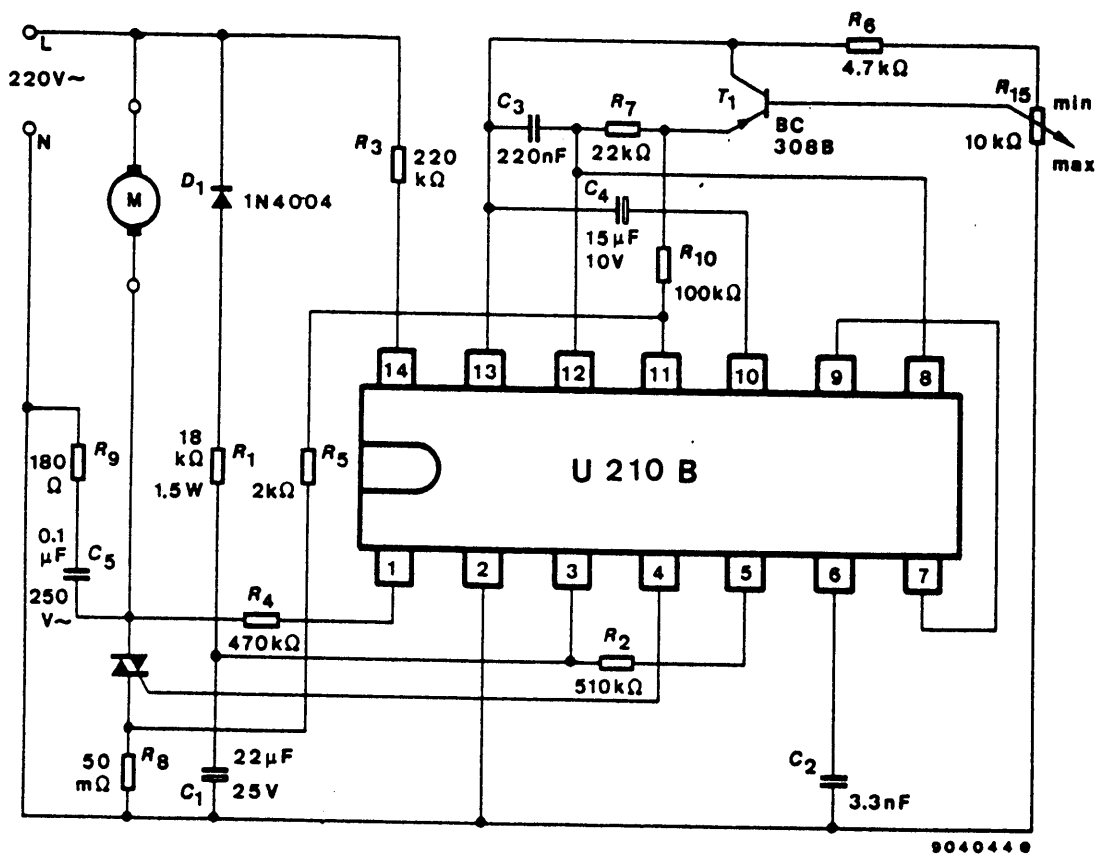 L
220V~
N
M
D1
1N4004
R3
220
kΩ
C3
220nF
R7
22kΩ
T1
BC
308B
R6
4.7kΩ
R15
10kΩ
min
max
C4
15µF
10V
R10
100kΩ
14
13
12
11
10
9
8
U 210 B
1
2
3
4
5
6
7
R9
180
Ω
18
kΩ
1.5W
R1
R5
2kΩ
0.1
µF
250
V~
C5
R4
470kΩ
R2
510kΩ
50
mΩ
R8
22µF
25V
C1
C2
3.3nF
904044e